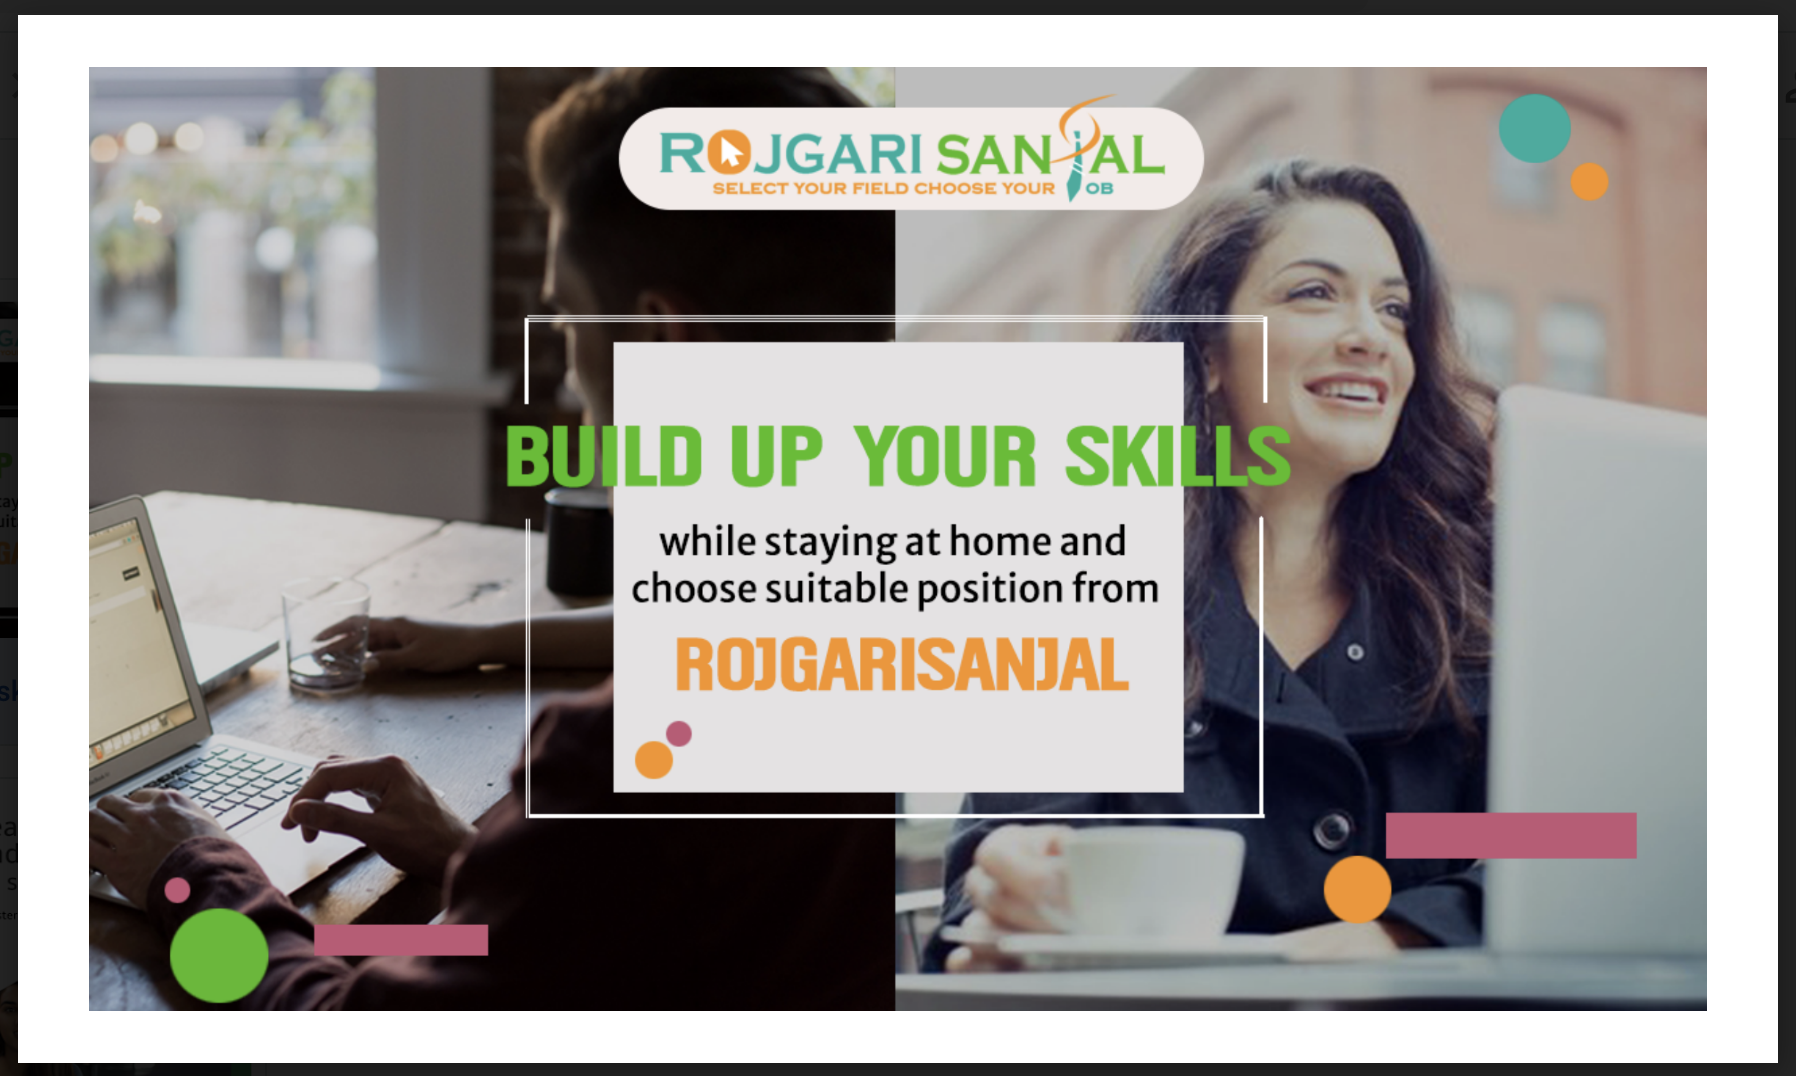 ROJGARI SANJAL
SELECT YOUR FIELD CHOOSE YOUR JOB
BUILD UP YOUR SKILLS
while staying at home and
choose suitable position from
ROJGARISANJAL